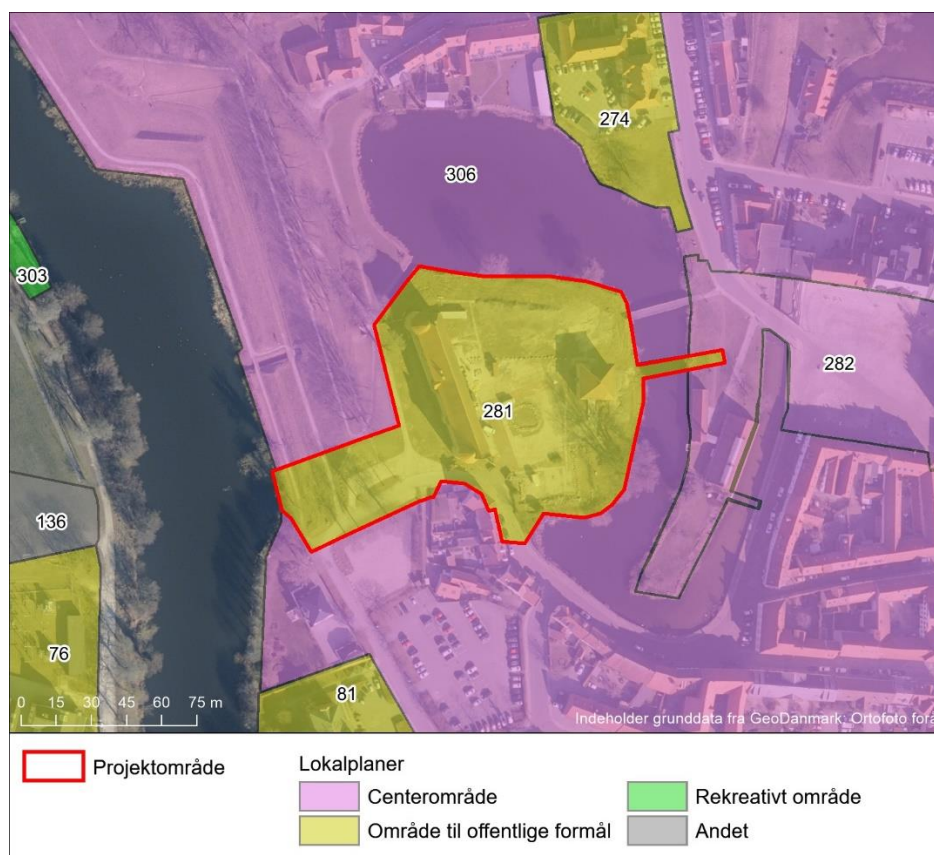 274
306
303
282
281
136
76
81
0 15 30 45 60 75 m
Indeholder grunddata fra GeoDanmark, Ortofoto fora
Projektområde
Lokalplaner
Centerområde
Rekreativt område
Område til offentlige formål
Andet